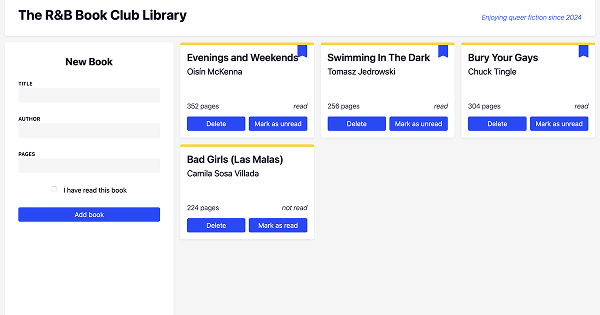 The R&B Book Club Library
Enjoying queer fiction since 2024
New Book
TITLE
AUTHOR
PAGES
I have read this book
Add book
Evenings and Weekends
Oisín McKenna
352 pages read
Delete Mark as unread
Swimming In The Dark
Tomasz Jedrowski
256 pages read
Delete Mark as unread
Bury Your Gays
Chuck Tingle
304 pages read
Delete Mark as unread
Bad Girls (Las Malas)
Camila Sosa Villada
224 pages not read
Delete Mark as read